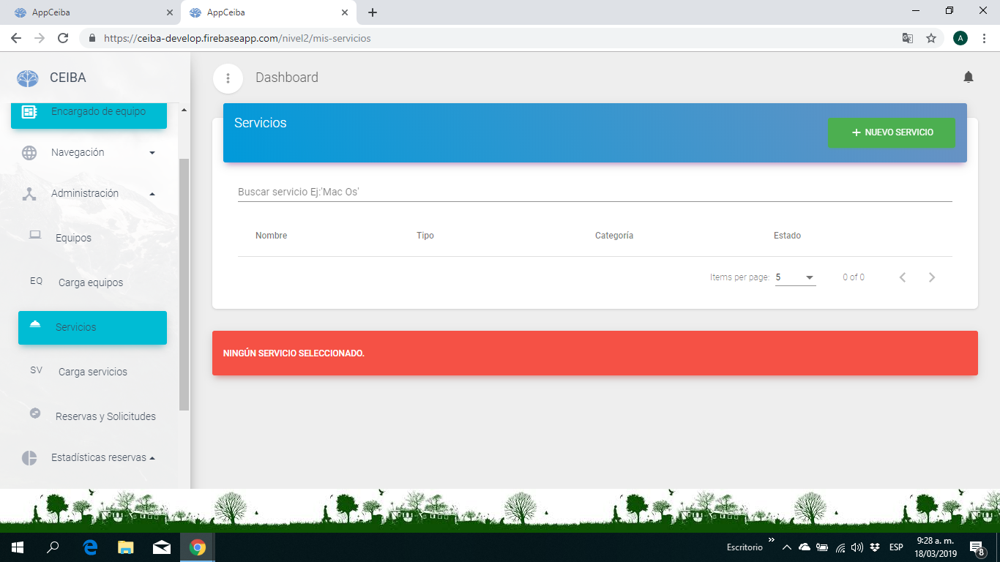 AppCeiba
AppCeiba
https://ceiba-develop.firebaseapp.com/nivel2/mis-servicios
A
CEIBA
Dashboard
Encargado de equipo
Navegación
Administración
Equipos
EQ Carga equipos
Servicios
SV Carga servicios
Reservas y Solicitudes
Estadísticas reservas
Servicios
+ NUEVO SERVICIO
Buscar servicio Ej:'Mac Os'
Nombre Tipo Categoría Estado
Items per page: 5 0 of 0
NINGÚN SERVICIO SELECCIONADO.
Escritorio
ESP
9:28 a. m.
18/03/2019
8